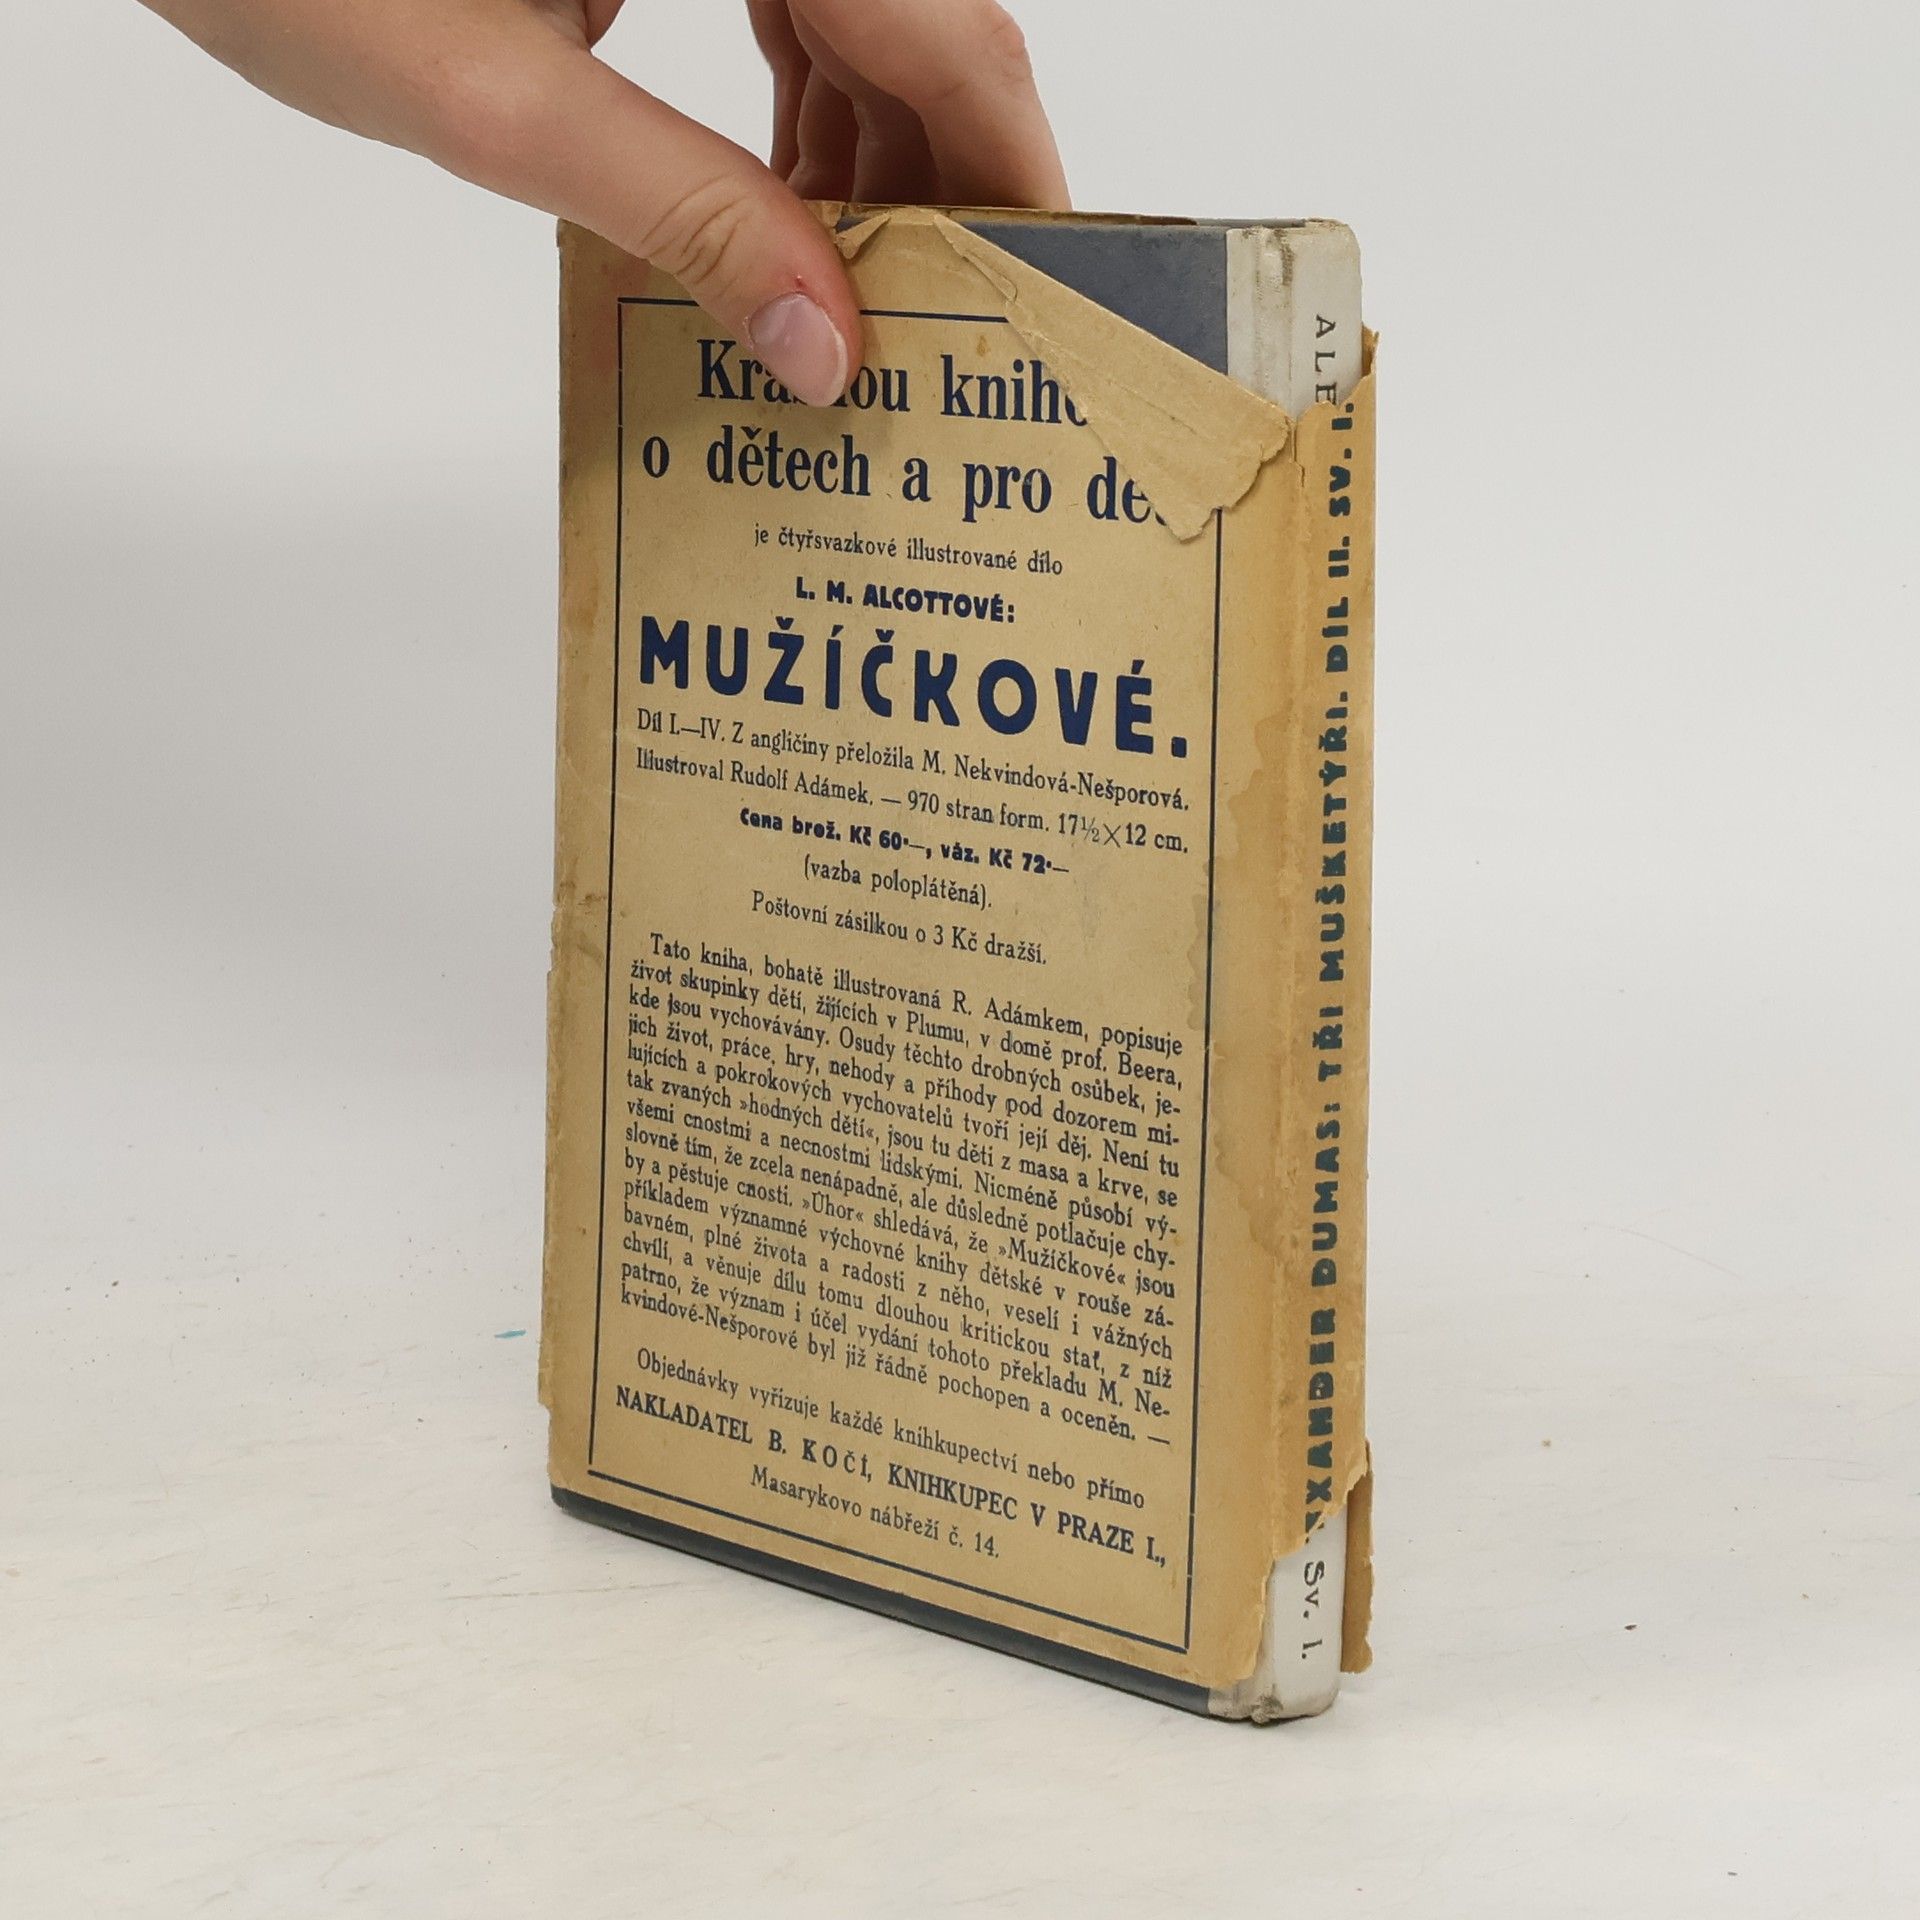 ou
o dětech a pro
je čtyřsvazkové illustrované dílo
L. M. ALCOTTOVÉ:
MUŽÍČKOVÉ.
Díl I.—IV. Z angličiny přeložila M. Nekvindová-Nešporová.
Illustroval Rudolf Adámek. — 970 stran form. 17½×12 cm.
Cena brož. Kč 60·—, váz. Kč 72·—
(vazba poloplátěná).
Poštovní zásilkou o 3 Kč dražší.
Tato kniha, bohatě illustrovaná R. Adámkem, popisuje
život skupinky dětí, žijících v Plumu, v domě prof. Beera,
kde jsou vychovávány. Osudy těchto drobných osůbek, je-
jich život, práce, hry, nehody a příhody pod dozorem mi-
lujících a pokrokových vychovatelů tvoří její děj. Není tu
tak zvaných »hodných dětí«, jsou tu děti z masa a krve, se
všemi cnostmi a necnostmi lidskými. Nicméně působí vý-
slovně tím, že zcela nenápadně, ale důsledně potlačuje chy-
by a pěstuje cnosti. »Úhor« shledává, že »Mužíčkové« jsou
příkladem významné výchovné knihy dětské v rouše zá-
bavném, plné života a radosti z něho, veselí i vážných
chvílí, a věnuje dílu tomu dlouhou kritickou stať, z níž
patrno, že význam i účel vydání tohoto překladu M. Ne-
kvindové-Nešporové byl již řádně pochopen a oceněn. —
Objednávky vyřizuje každé knihkupectví nebo přímo
NAKLADATEL B. KOČÍ, KNIHKUPEC V PRAZE I.,
Masarykovo nábřeží č. 14.
ALE
XANDER DUMAS: TŘI MUŠKETÝŘI. DÍL II. SV. I.
Sv. I.